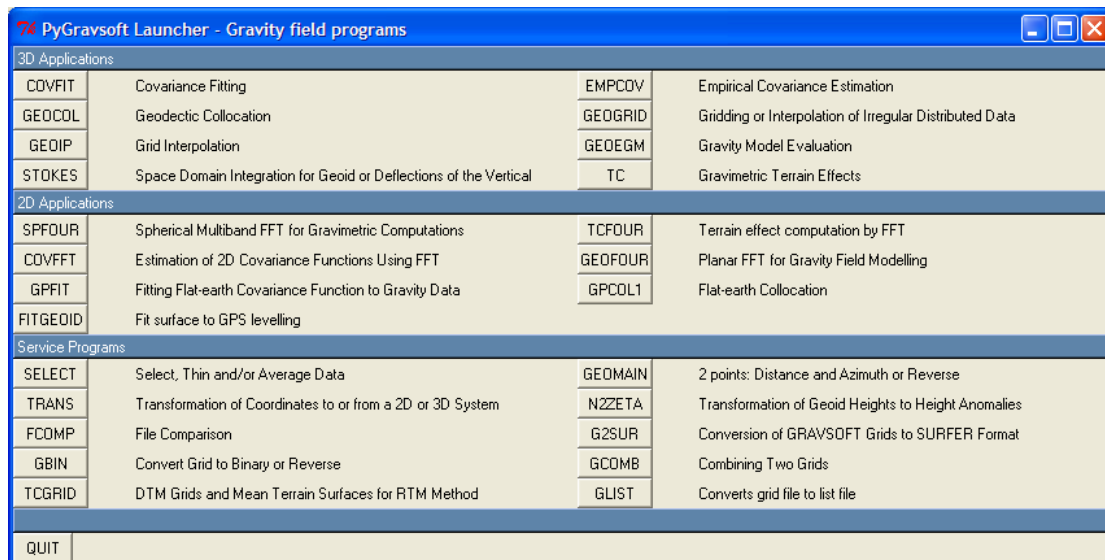 PyGravsoft Launcher - Gravity field programs
3D Applications
COVFIT Covariance Fitting EMPCOV Empirical Covariance Estimation
GEOCOL Geodectic Collocation GEOGRID Gridding or Interpolation of Irregular Distributed Data
GEOIP Grid Interpolation GEOEGM Gravity Model Evaluation
STOKES Space Domain Integration for Geoid or Deflections of the Vertical TC Gravimetric Terrain Effects
2D Applications
SPFOUR Spherical Multiband FFT for Gravimetric Computations TCFOUR Terrain effect computation by FFT
COVFFT Estimation of 2D Covariance Functions Using FFT GEOFOUR Planar FFT for Gravity Field Modelling
GPFIT Fitting Flat-earth Covariance Function to Gravity Data GPCOL1 Flat-earth Collocation
FITGEOID Fit surface to GPS levelling
Service Programs
SELECT Select, Thin and/or Average Data GEOMAIN 2 points: Distance and Azimuth or Reverse
TRANS Transformation of Coordinates to or from a 2D or 3D System N2ZETA Transformation of Geoid Heights to Height Anomalies
FCOMP File Comparison G2SUR Conversion of GRAVSOFT Grids to SURFER Format
GBIN Convert Grid to Binary or Reverse GCOMB Combining Two Grids
TCGRID DTM Grids and Mean Terrain Surfaces for RTM Method GLIST Converts grid file to list file
QUIT